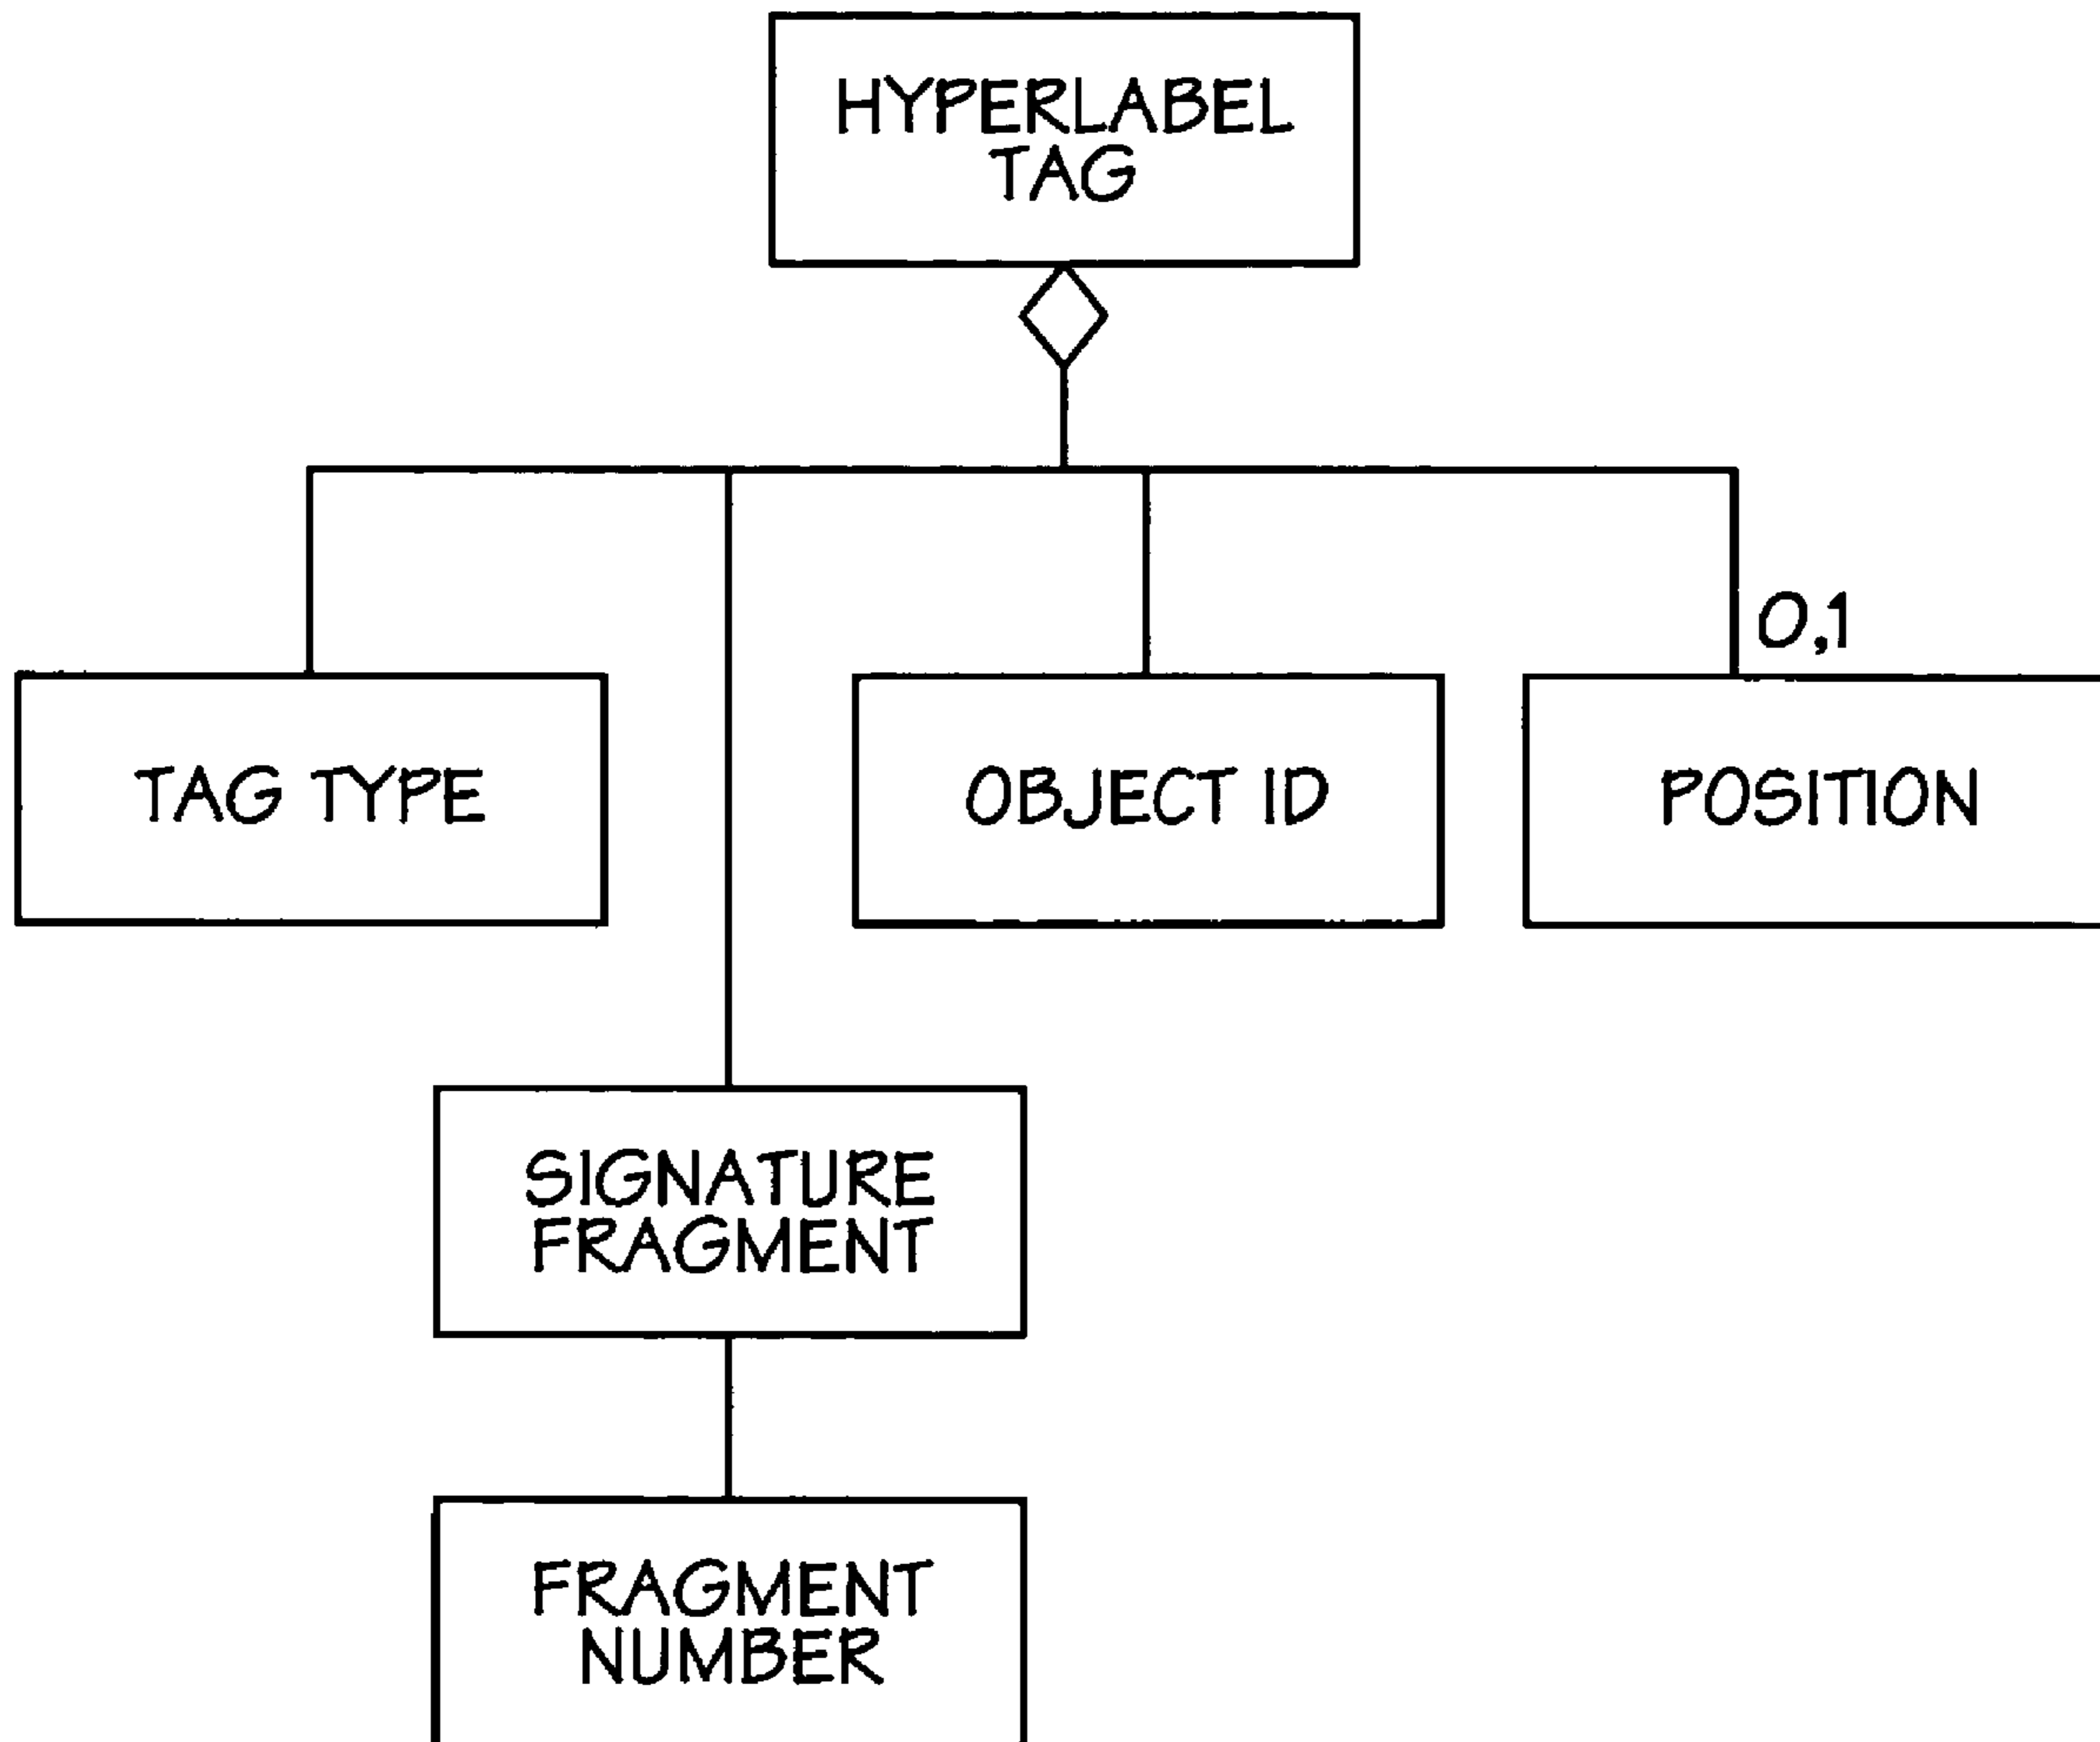 HYPERLABEL
TAG
0,1
TAG TYPE
OBJECT ID
POSITION
SIGNATURE
FRAGMENT
FRAGMENT
NUMBER